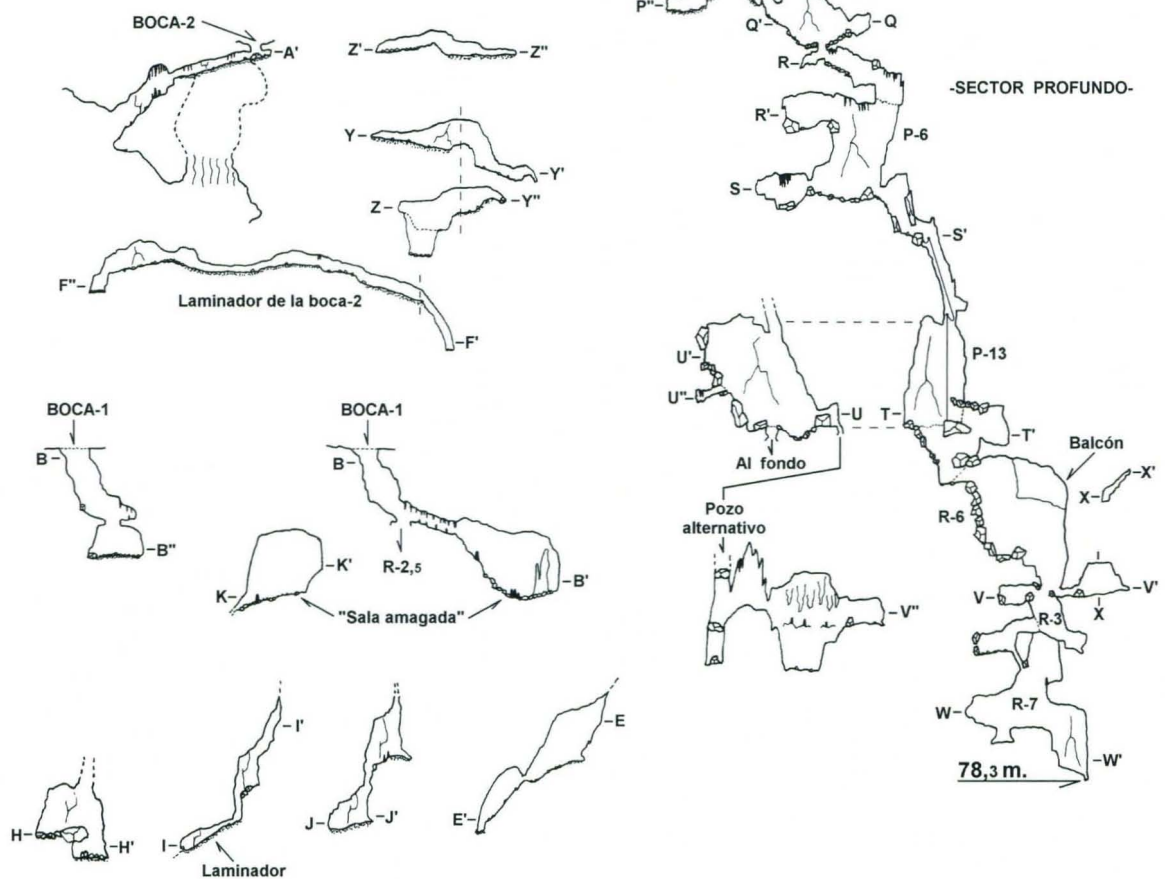 BOCA-2
A'
Z'
Z"
Y
Y'
Z
Y"
F"
Laminador de la boca-2
F'
BOCA-1
B
B"
BOCA-1
B
R-2,5
B'
K'
K
"Sala amagada"
I'
I
Laminador
J
J'
E
E'
H
H'
P"
Q'
Q
R
-SECTOR PROFUNDO-
R'
P-6
S
S'
P-13
U'
U"
U
T
T'
Al fondo
Balcón
X'
X
Pozo
alternativo
R-6
V
V'
X
R-3
V"
W
R-7
W'
78,3 m.